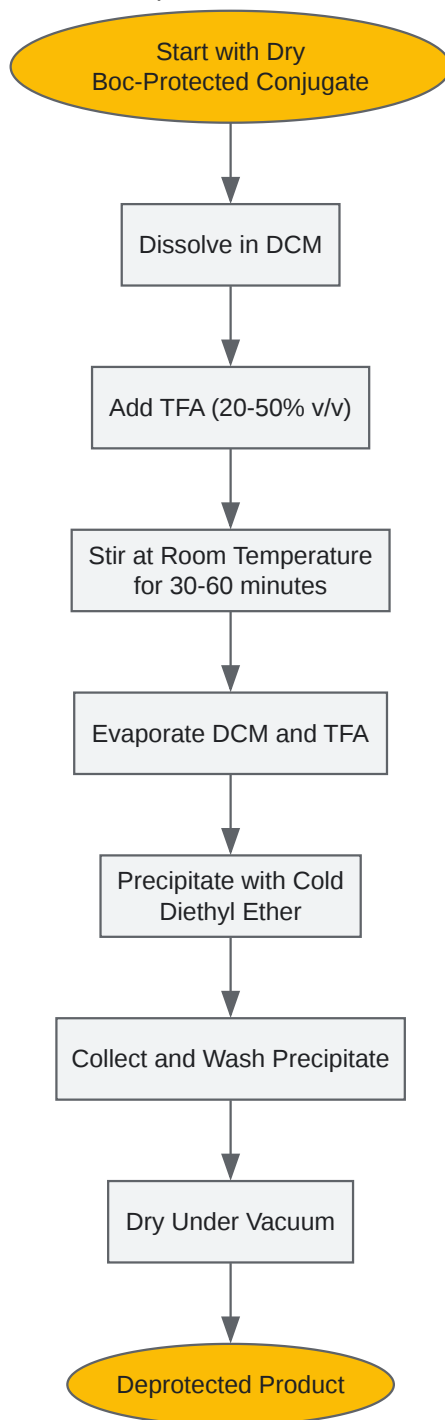 Start with Dry
Boc-Protected Conjugate
Dissolve in DCM
Add TFA (20-50% v/v)
Stir at Room Temperature
for 30-60 minutes
Evaporate DCM and TFA
Precipitate with Cold
Diethyl Ether
Collect and Wash Precipitate
Dry Under Vacuum
Deprotected Product